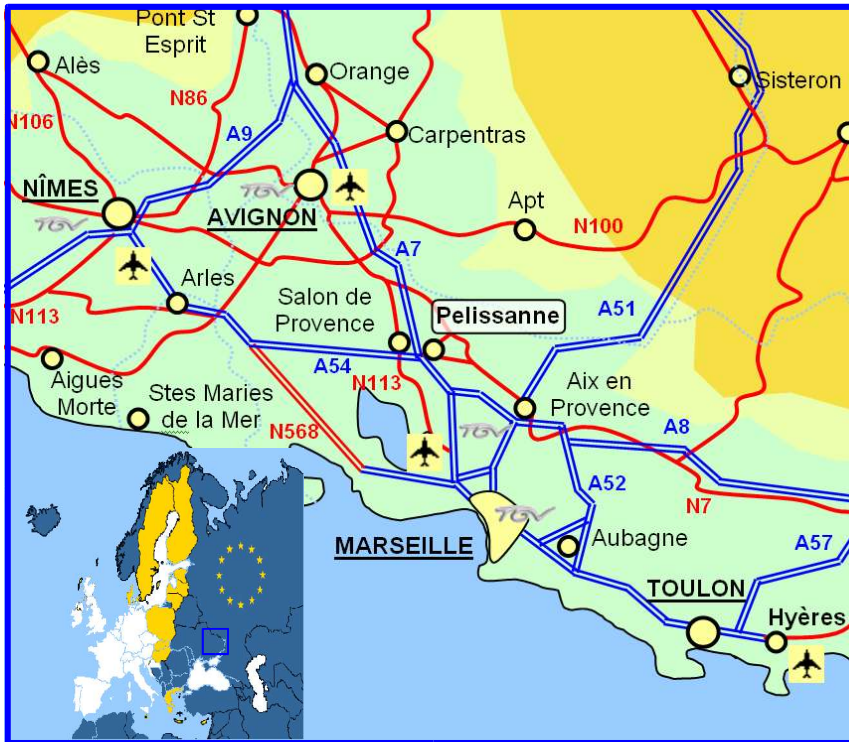 Pont St
Esprit
Alès
Orange
Sisteron
N86
N106
A9
Carpentras
NÎMES
TGV
TGV
AVIGNON
Apt
N100
A7
Arles
Salon de
Provence
Pelissanne
A51
N113
A54
N113
Aigues
Morte
Stes Maries
de la Mer
Aix en
Provence
N568
TGV
A8
A52
N7
TGV
MARSEILLE
Aubagne
A57
TOULON
Hyères